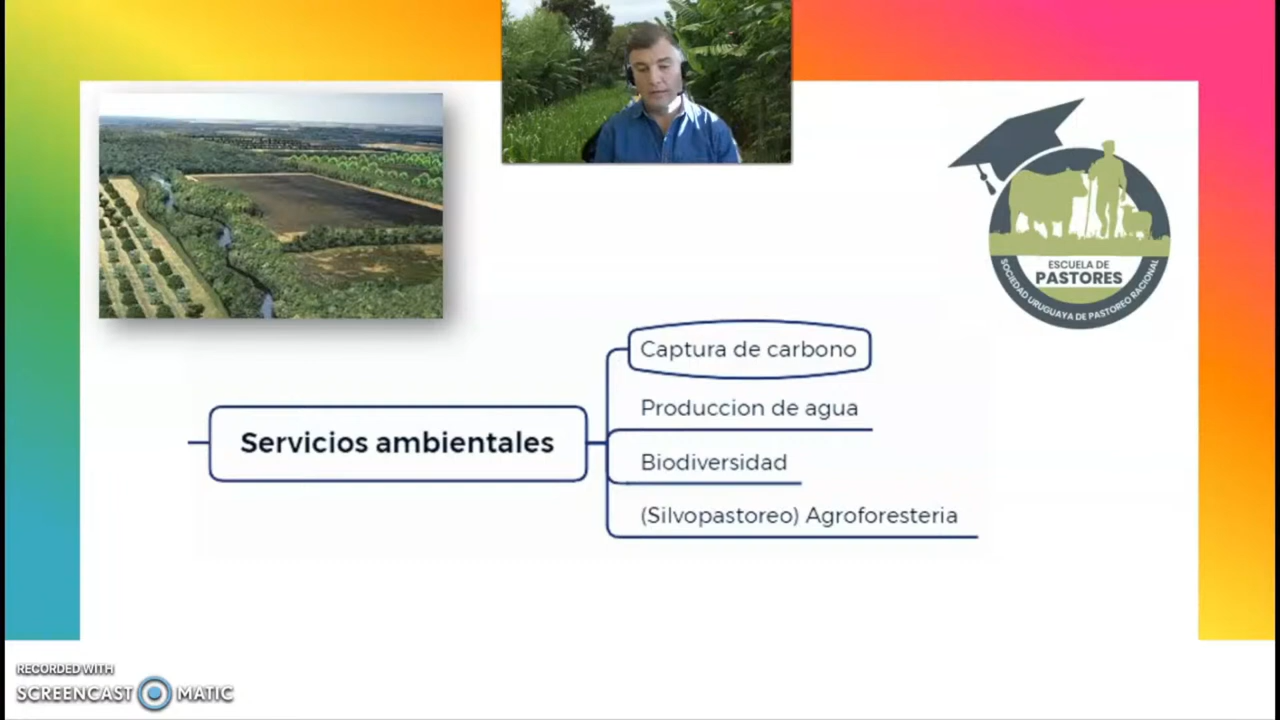 ESCUELA DE
PASTORES
SOCIEDAD URUGUAYA DE PASTOREO RACIONAL
Captura de carbono
Produccion de agua
Servicios ambientales
Biodiversidad
(Silvopastoreo) Agroforesteria
RECORDED WITH
SCREENCAST MATIC